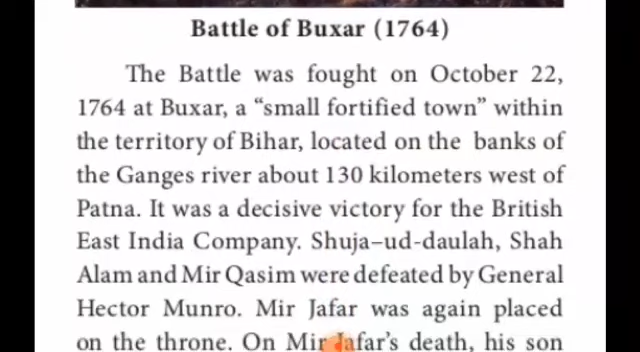 Battle of Buxar (1764)
The Battle was fought on October 22,
1764 at Buxar, a “small fortified town” within
the territory of Bihar, located on the banks of
the Ganges river about 130 kilometers west of
Patna. It was a decisive victory for the British
East India Company. Shuja–ud-daulah, Shah
Alam and Mir Qasim were defeated by General
Hector Munro. Mir Jafar was again placed
on the throne. On Mir Jafar’s death, his son